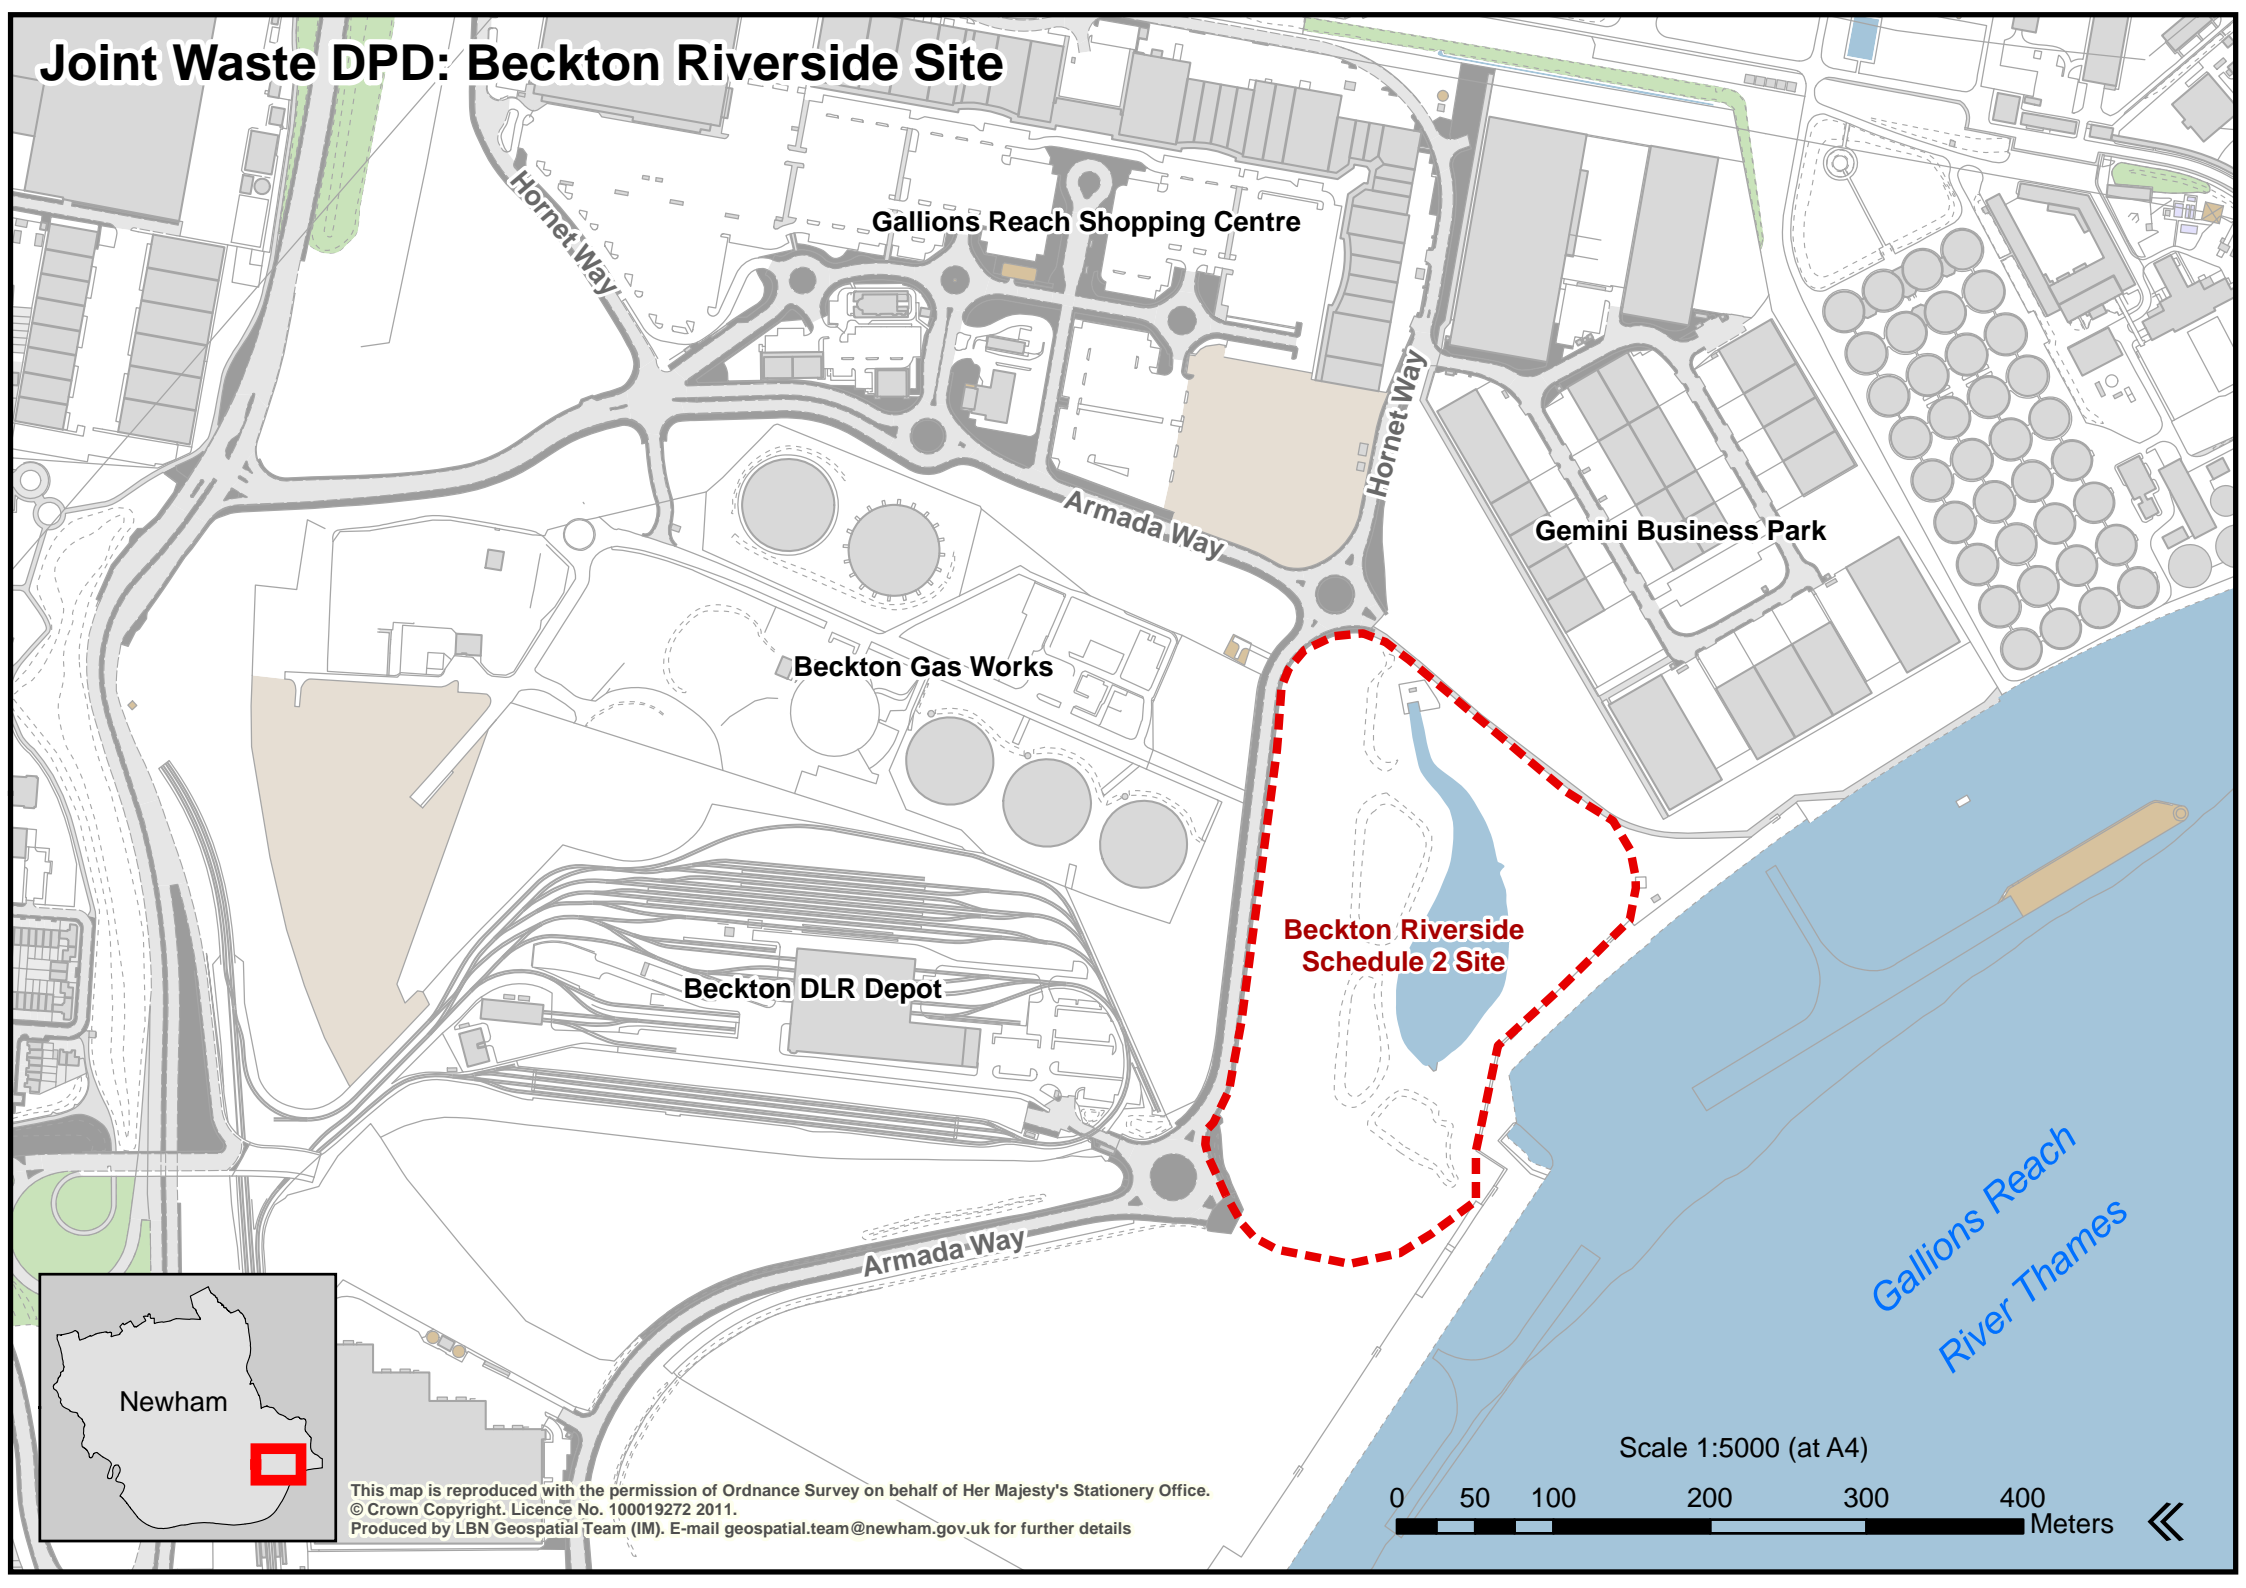 Joint Waste DPD: Beckton Riverside Site
Hornet Way
Gallions Reach Shopping Centre
Hornet Way
Armada Way
Gemini Business Park
Beckton Gas Works
Beckton Riverside
Schedule 2 Site
Beckton DLR Depot
Armada Way
Gallions Reach
River Thames
Newham
Scale 1:5000 (at A4)
0 50 100 200 300 400
Meters
This map is reproduced with the permission of Ordnance Survey on behalf of Her Majesty's Stationery Office.
© Crown Copyright. Licence No. 100019272 2011.
Produced by LBN Geospatial Team (IM). E-mail geospatial.team@newham.gov.uk for further details